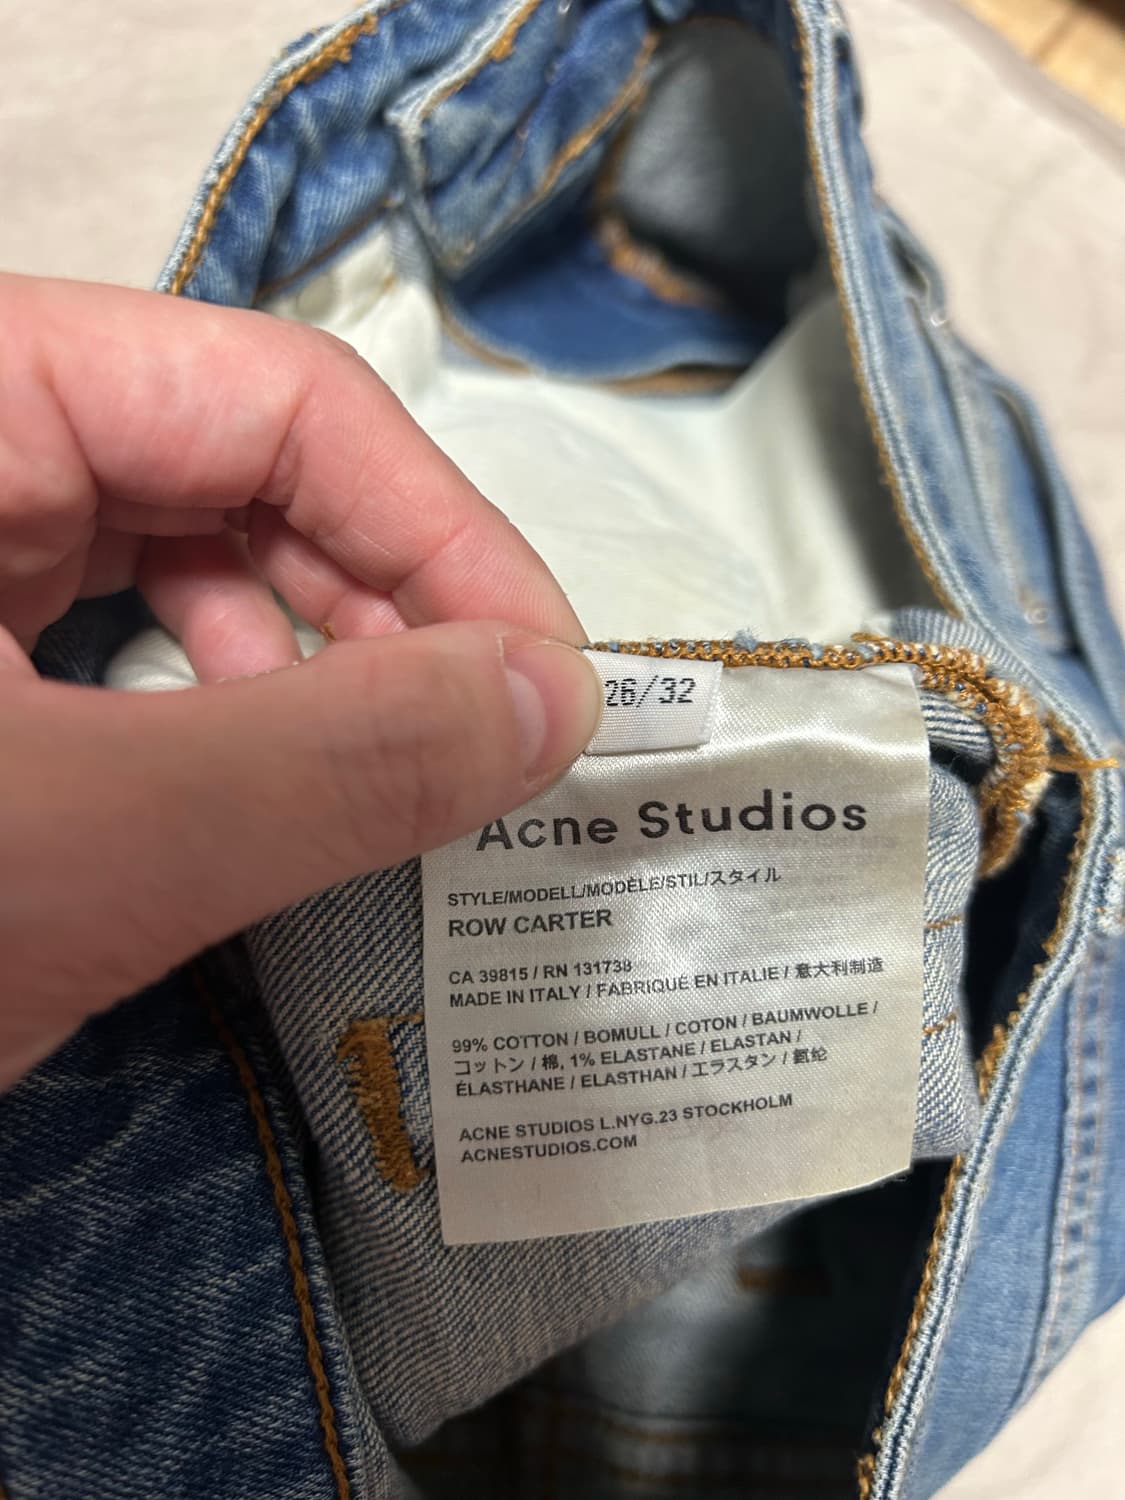 26/32
Acne Studios
STYLE/MODELL/MODÈLE/STIL/スタイル
ROW CARTER
CA 39815 / RN 131738
MADE IN ITALY / FABRIQUÉ EN ITALIE / 意大利制造
99% COTTON / BOMULL / COTON / BAUMWOLLE /
コットン / 棉, 1% ELASTANE / ELASTAN /
ÉLASTHANE / ELASTHAN / エラスタン / 氨纶
ACNE STUDIOS L.NYG.23 STOCKHOLM
ACNESTUDIOS.COM